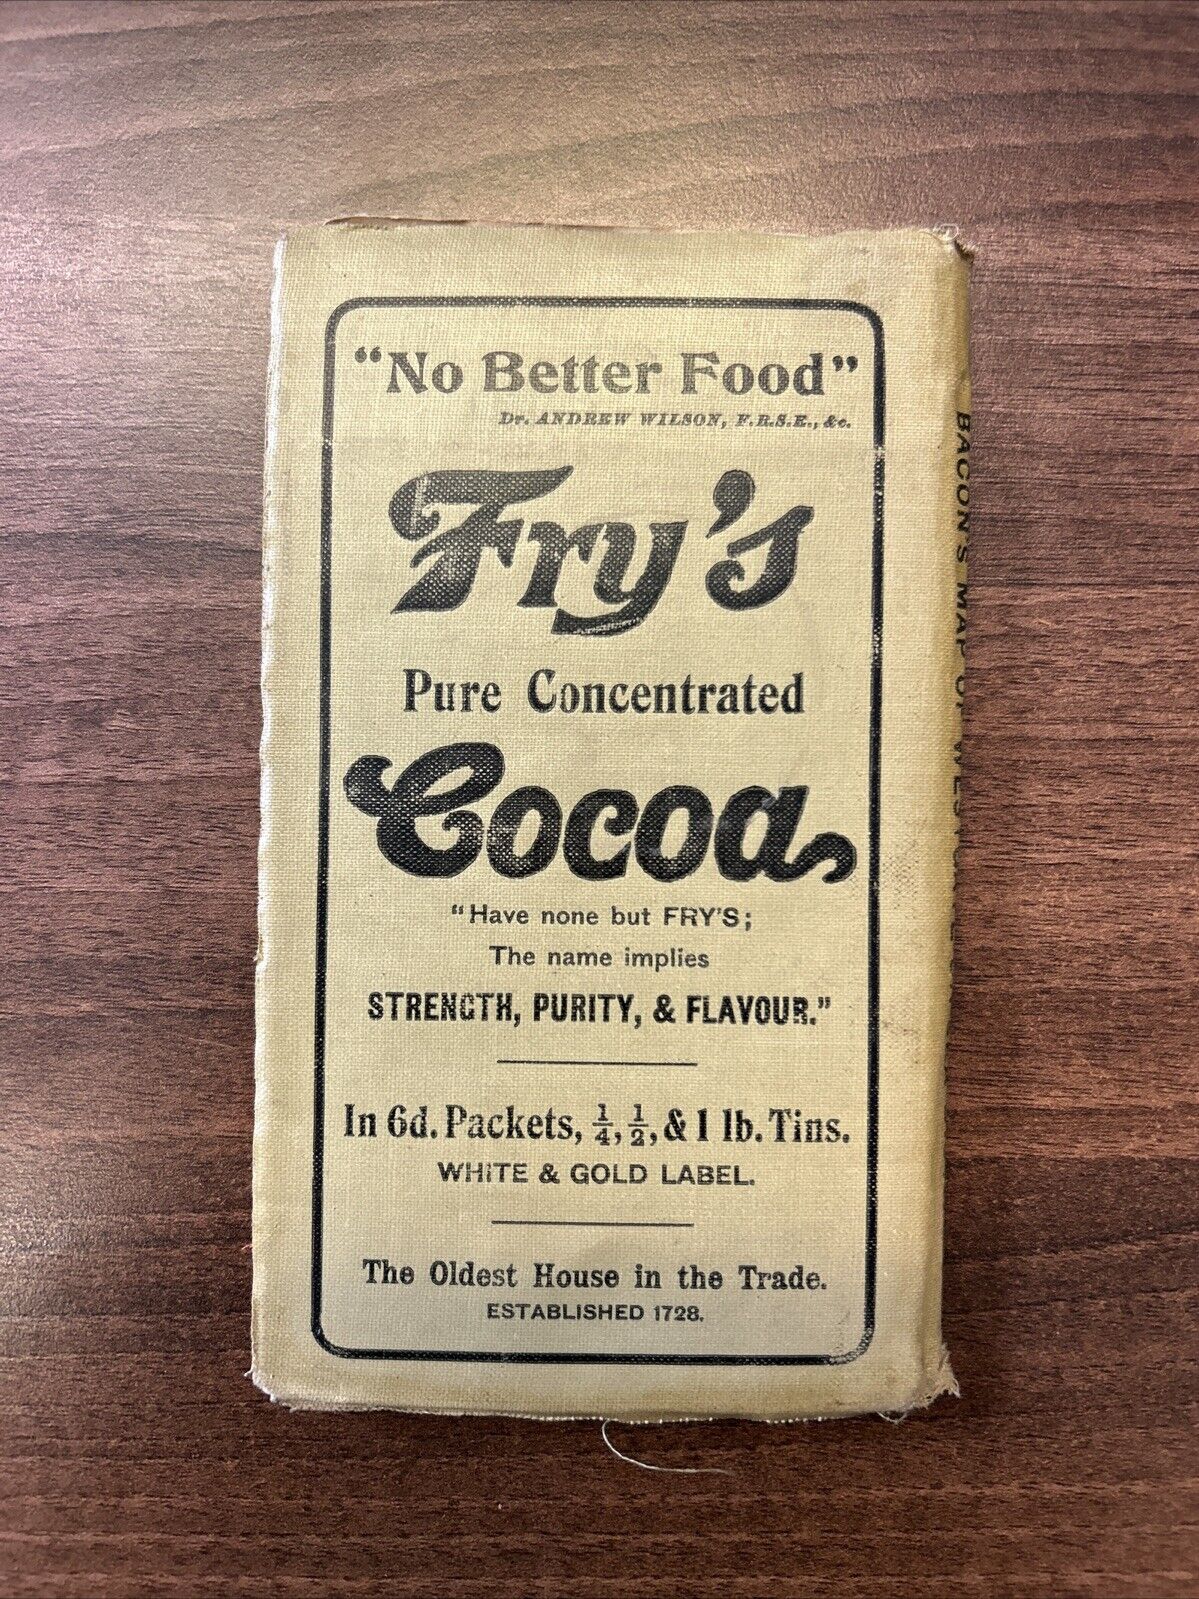 "No Better Food"
Dr. ANDREW WILSON, F.R.S.E., &c.
Fry's
Pure Concentrated
Cocoa
"Have none but FRY'S;
The name implies
STRENGTH, PURITY, & FLAVOUR."
In 6d. Packets, ¼, ½, & 1 lb. Tins.
WHITE & GOLD LABEL.
The Oldest House in the Trade.
ESTABLISHED 1728.
BACON'S MAP OF